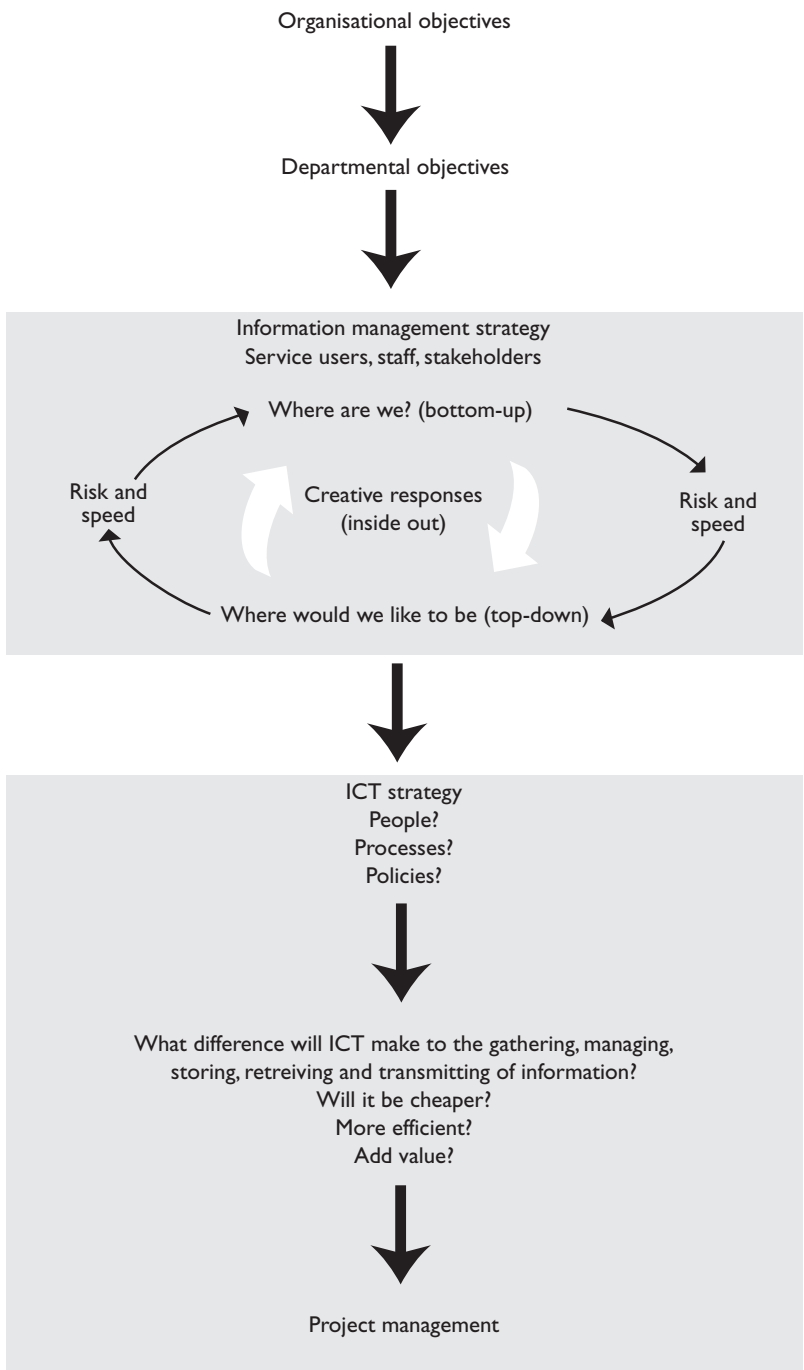 Organisational objectives
Departmental objectives
Information management strategy
Service users, staff, stakeholders
Where are we? (bottom-up)
Risk and
speed
Creative responses
(inside out)
Risk and
speed
Where would we like to be (top-down)
ICT strategy
People?
Processes?
Policies?
What difference will ICT make to the gathering, managing,
storing, retreiving and transmitting of information?
Will it be cheaper?
More efficient?
Add value?
Project management